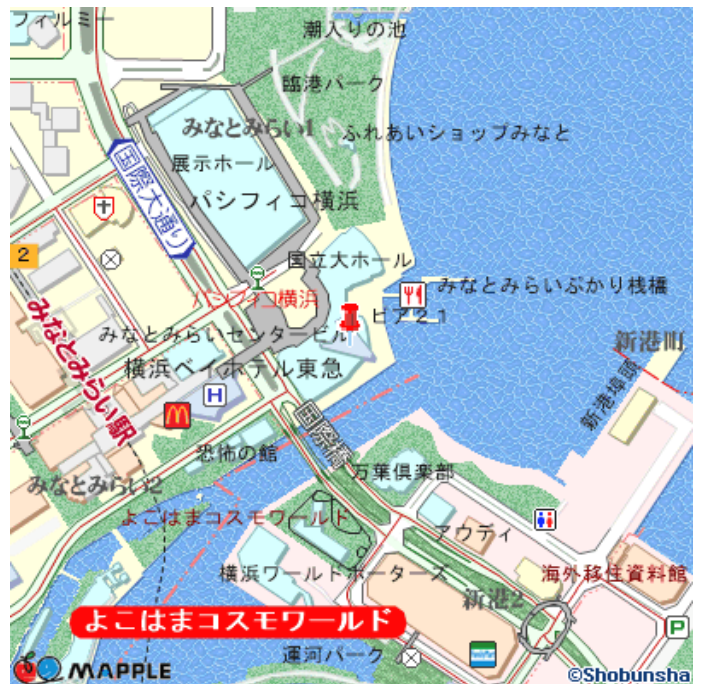 フィルミー
潮入りの池
臨港パーク
みなとみらい1
ふれあいショップみなと
展示ホール
国際大通り
パシフィコ横浜
2
国立大ホール
みなとみらいぷかり桟橋
パシフィコ横浜
ピア21
みなとみらいセンタービル
新港町
みなとみらい駅
横浜ベイホテル東急
H
新港埠頭
国際橋
恐怖の館
万葉倶楽部
みなとみらい2
よこはまコスモワールド
アウディ
横浜ワールドポーターズ
海外移住資料館
新港2
よこはまコスモワールド
P
運河パーク
MAPPLE
©Shobunsha